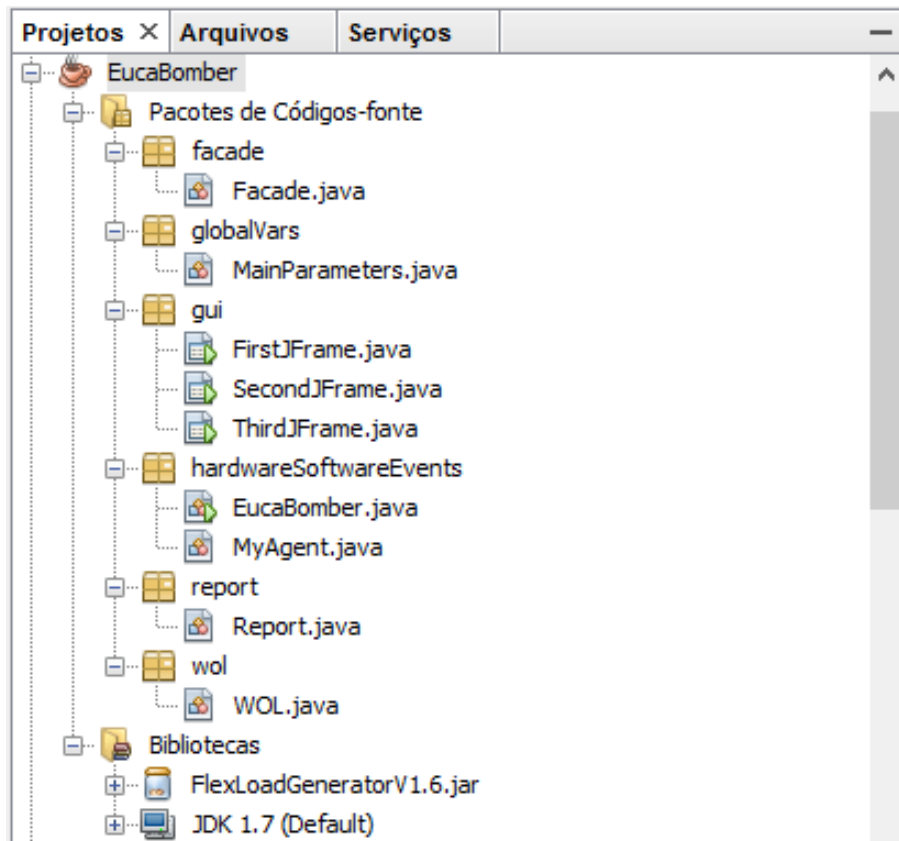 Projetos Arquivos Serviços
EucaBomber
Pacotes de Códigos-fonte
facade
Facade.java
globalVars
MainParameters.java
gui
FirstJFrame.java
SecondJFrame.java
ThirdJFrame.java
hardwareSoftwareEvents
EucaBomber.java
MyAgent.java
report
Report.java
wol
WOL.java
Bibliotecas
FlexLoadGeneratorV1.6.jar
JDK 1.7 (Default)